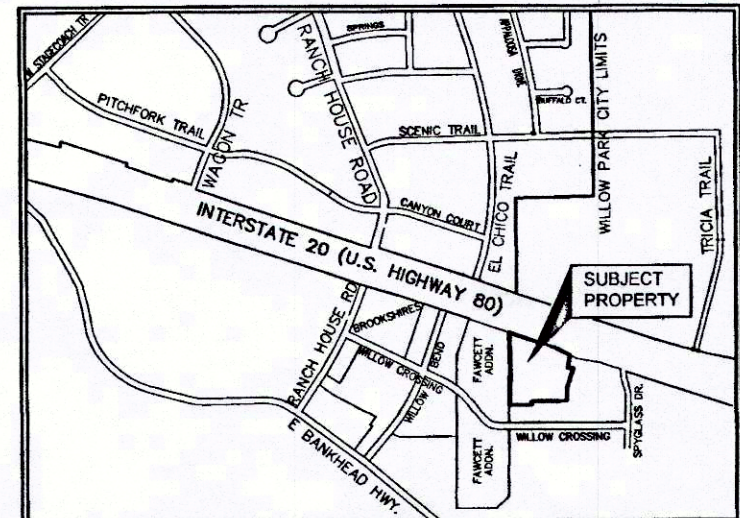 SPRINGS
N STAGECOACH TR
RANCH HOUSE ROAD
WILLOW PARK CITY LIMITS
BUFFALO CT.
PITCHFORK TRAIL
WAGON TR
SCENIC TRAIL
TRICIA TRAIL
CANYON COURT
EL CHICO TRAIL
INTERSTATE 20 (U.S. HIGHWAY 80)
SUBJECT
PROPERTY
RANCH HOUSE RD
BROOKSHIRES
WILLOW CROSSING
WILLOW BEND
FAWCETT
ADDN.
SPYGLASS DR.
WILLOW CROSSING
FAWCETT
ADDN.
E BANKHEAD HWY.